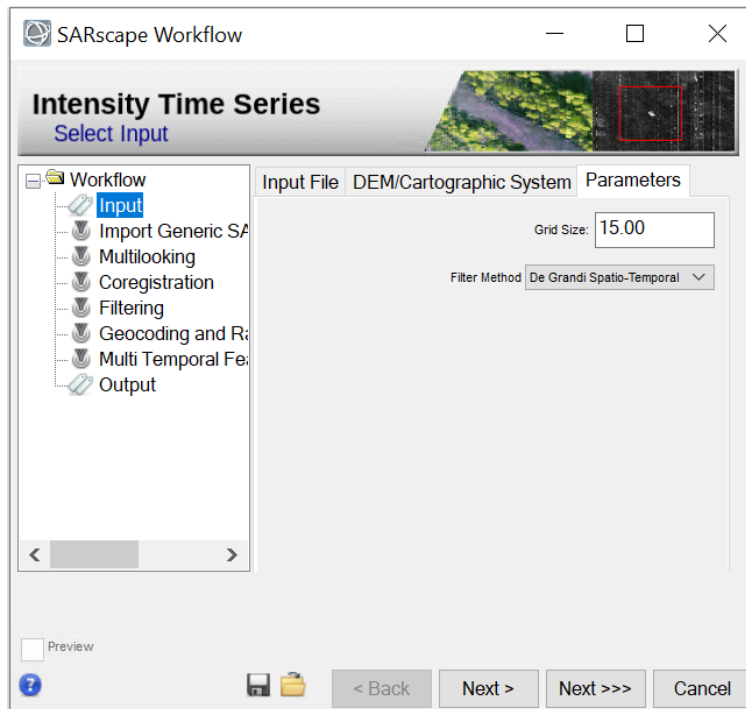 SARscape Workflow
Intensity Time Series
Select Input
Workflow
Input
Import Generic SA
Multilooking
Coregistration
Filtering
Geocoding and Ra
Multi Temporal Fea
Output
Input File DEM/Cartographic System Parameters
Grid Size: 15.00
Filter Method De Grandi Spatio-Temporal
Preview
< Back Next > Next >>> Cancel